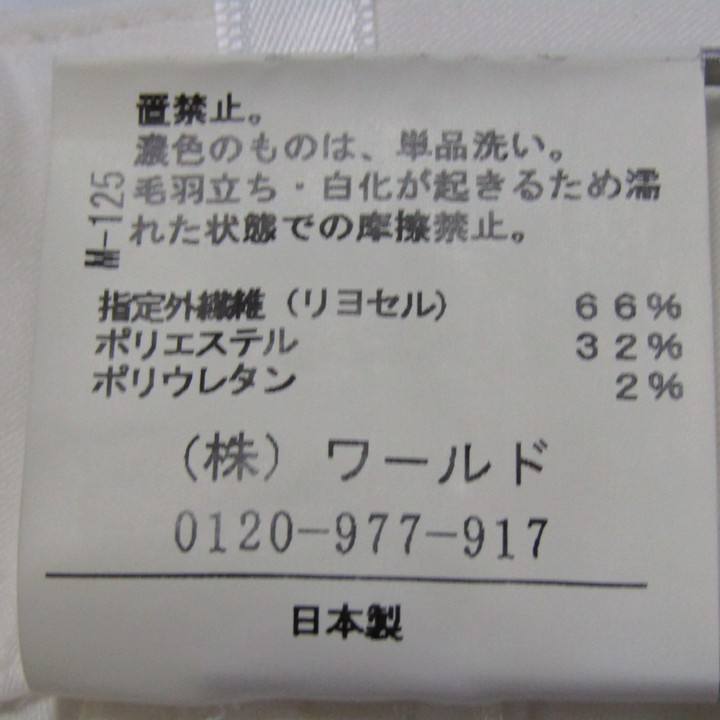 置禁止。
濃色のものは、単品洗い。
毛羽立ち・白化が起きるため濡
れた状態での摩擦禁止。
M-125
指定外繊維（リヨセル） 66%
ポリエステル 32%
ポリウレタン 2%
（株）ワールド
0120-977-917
日本製